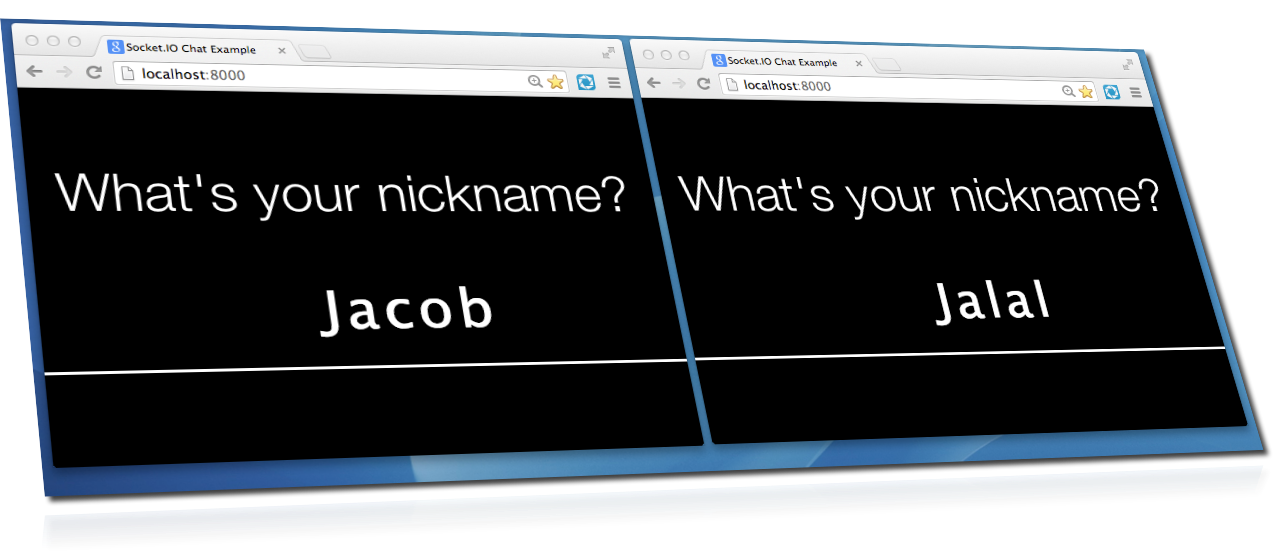 Socket.IO Chat Example
localhost:8000
What's your nickname?
Jacob
Socket.IO Chat Example
localhost:8000
What's your nickname?
Jalal